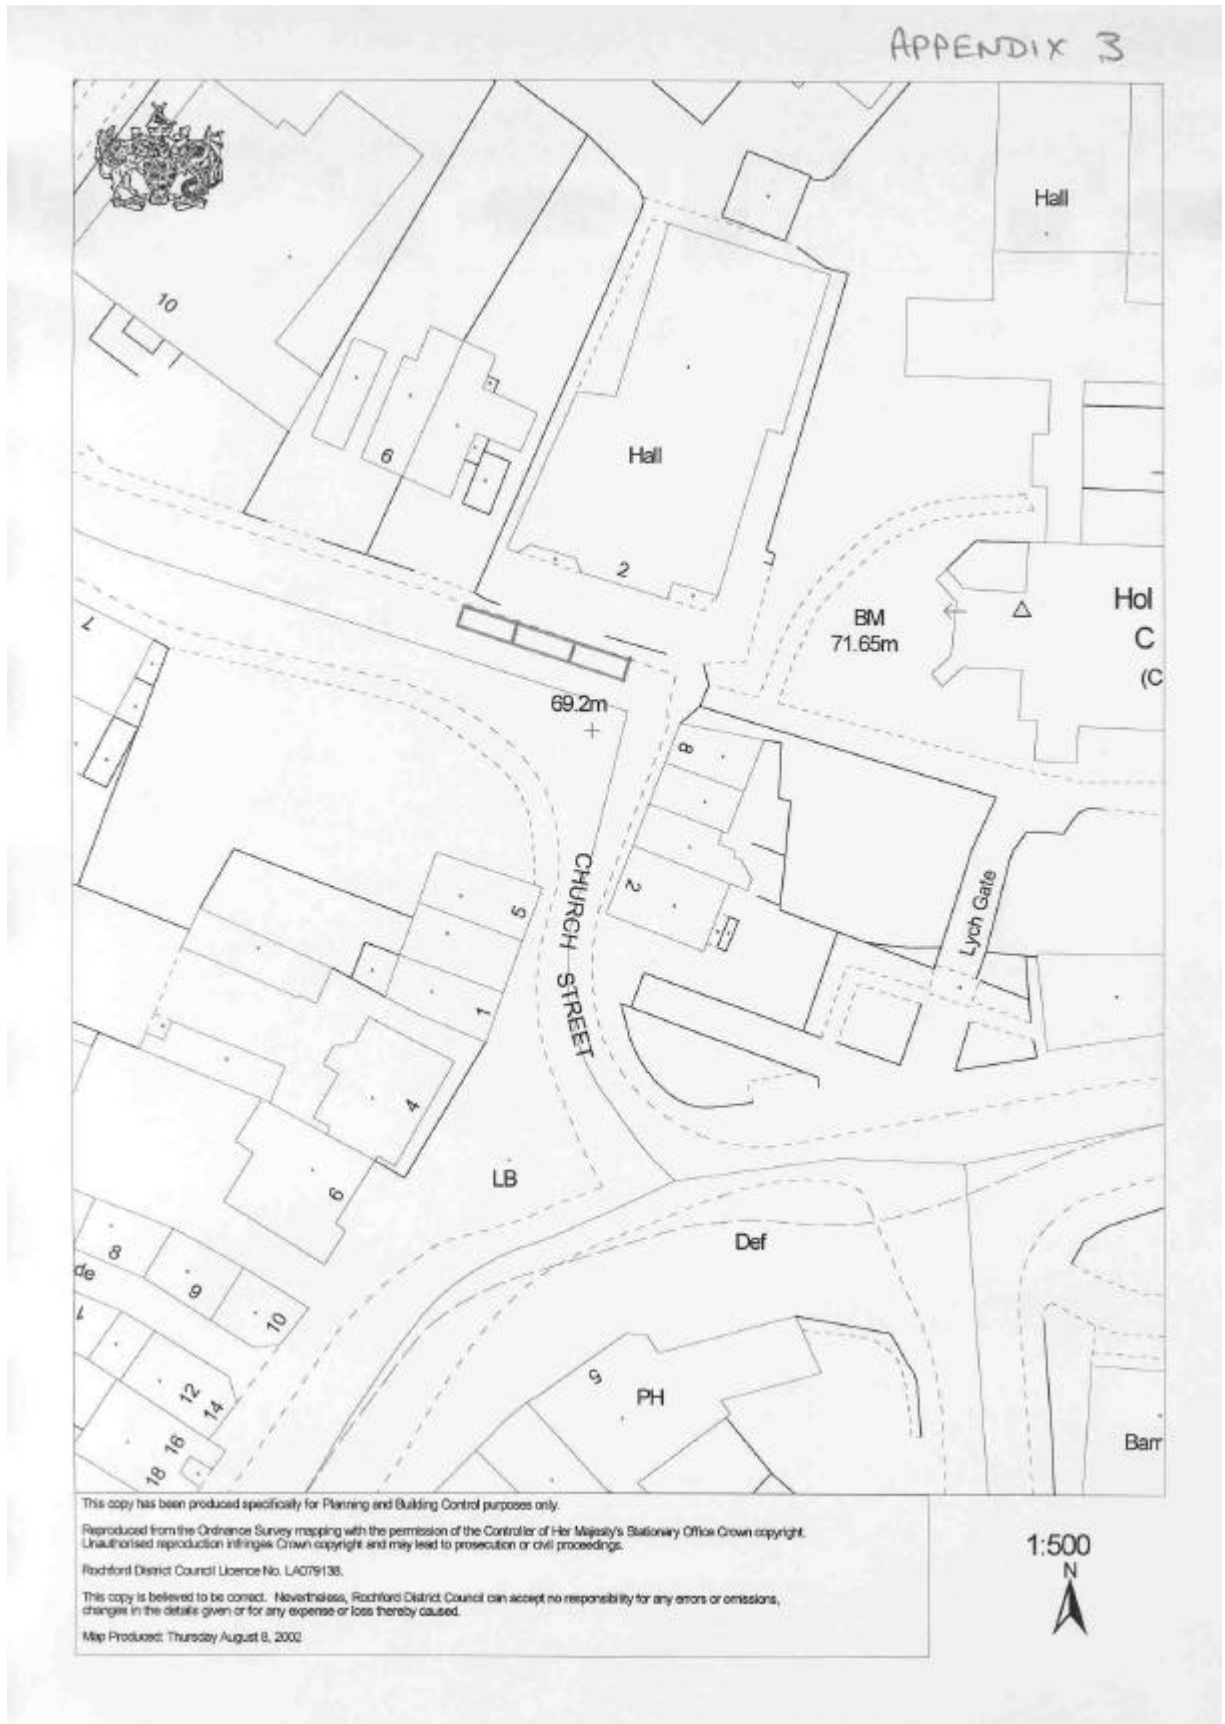 APPENDIX 3
Hall
10
6
Hall
2
BM
71.65m
Hol
C
(C
7
69.2m
8
2
CHURCH STREET
5
1
4
6
Lych Gate
LB
Def
8
9
10
de
1
12
14
16
18
5
PH
Barr
This copy has been produced specifically for Planning and Building Control purposes only.
Reproduced from the Ordnance Survey mapping with the permission of the Controller of Her Majesty's Stationary Office Crown copyright.
Unauthorised reproduction infringes Crown copyright and may lead to prosecution or civil proceedings.
Rochford District Council Licence No. LA079138.
This copy is believed to be correct. Nevertheless, Rochford District Council can accept no responsibility for any errors or omissions,
changes in the details given or for any expense or loss thereby caused.
Map Produced: Thursday August 8, 2002
1:500
N